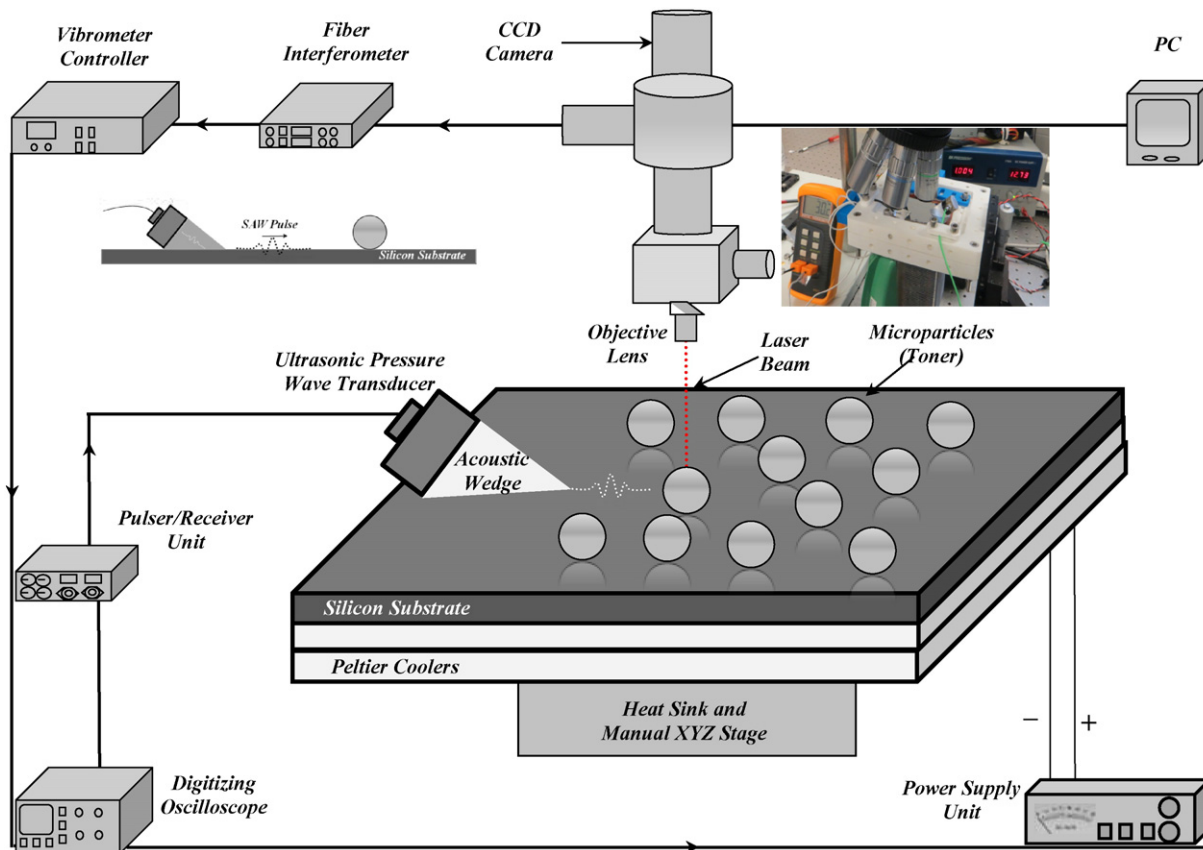 Vibrometer
Controller
Fiber
Interferometer
CCD
Camera
PC
SAW Pulse
Silicon Substrate
Objective
Lens
Laser
Beam
Microparticles
(Toner)
Ultrasonic Pressure
Wave Transducer
Acoustic
Wedge
Pulser/Receiver
Unit
Silicon Substrate
Peltier Coolers
Heat Sink and
Manual XYZ Stage
− +
Digitizing
Oscilloscope
Power Supply
Unit